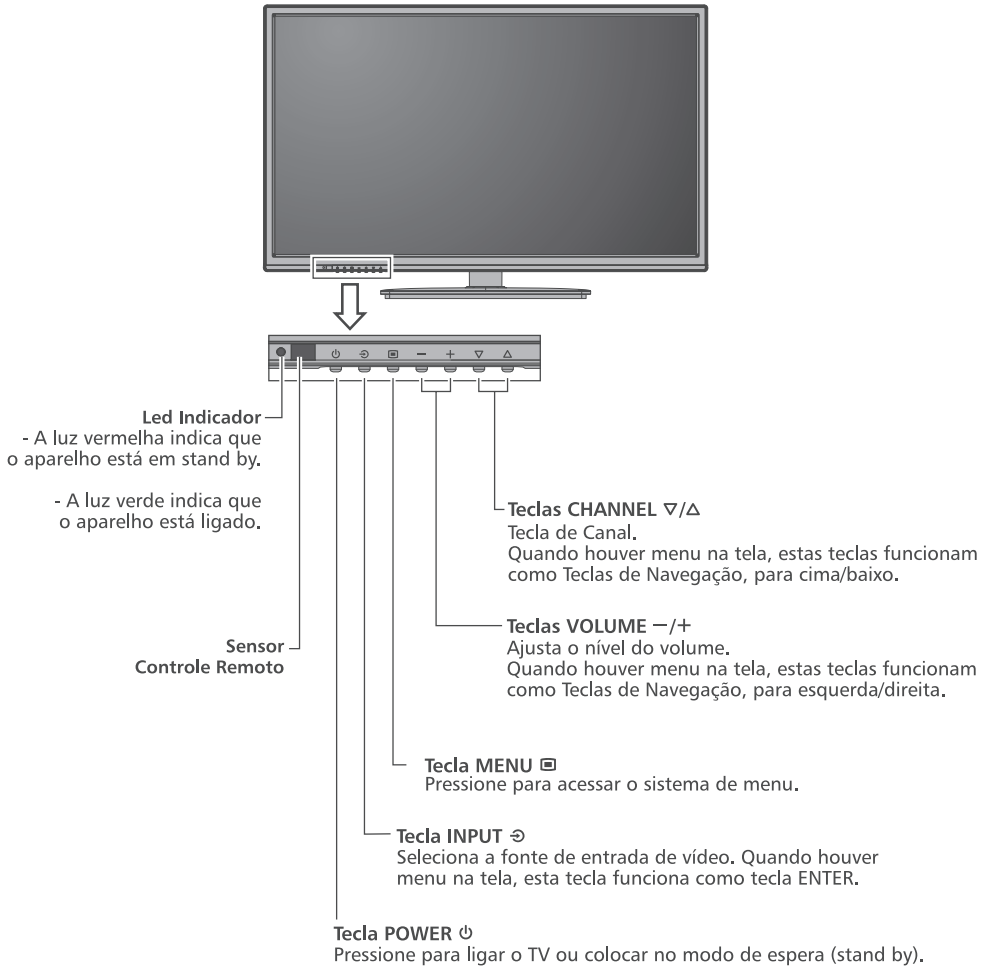 Led Indicador
- A luz vermelha indica que
o aparelho está em stand by.
- A luz verde indica que
o aparelho está ligado.
Teclas CHANNEL ▽/△
Tecla de Canal.
Quando houver menu na tela, estas teclas funcionam
como Teclas de Navegação, para cima/baixo.
Teclas VOLUME －/+
Ajusta o nível do volume.
Quando houver menu na tela, estas teclas funcionam
como Teclas de Navegação, para esquerda/direita.
Sensor
Controle Remoto
Tecla MENU
Pressione para acessar o sistema de menu.
Tecla INPUT
Seleciona a fonte de entrada de vídeo. Quando houver
menu na tela, esta tecla funciona como tecla ENTER.
Tecla POWER ⏻
Pressione para ligar o TV ou colocar no modo de espera (stand by).